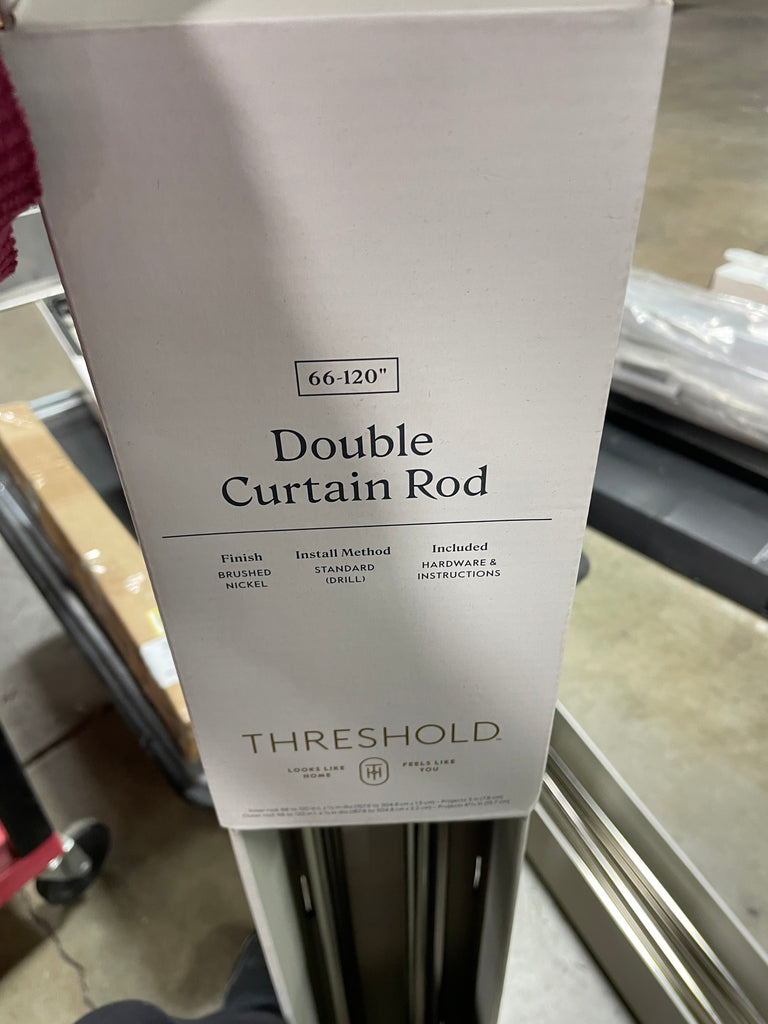 66-120"
Double
Curtain Rod
Finish
BRUSHED
NICKEL
Install Method
STANDARD
(DRILL)
Included
HARDWARE &
INSTRUCTIONS
THRESHOLD™
LOOKS LIKE
HOME
FEELS LIKE
YOU